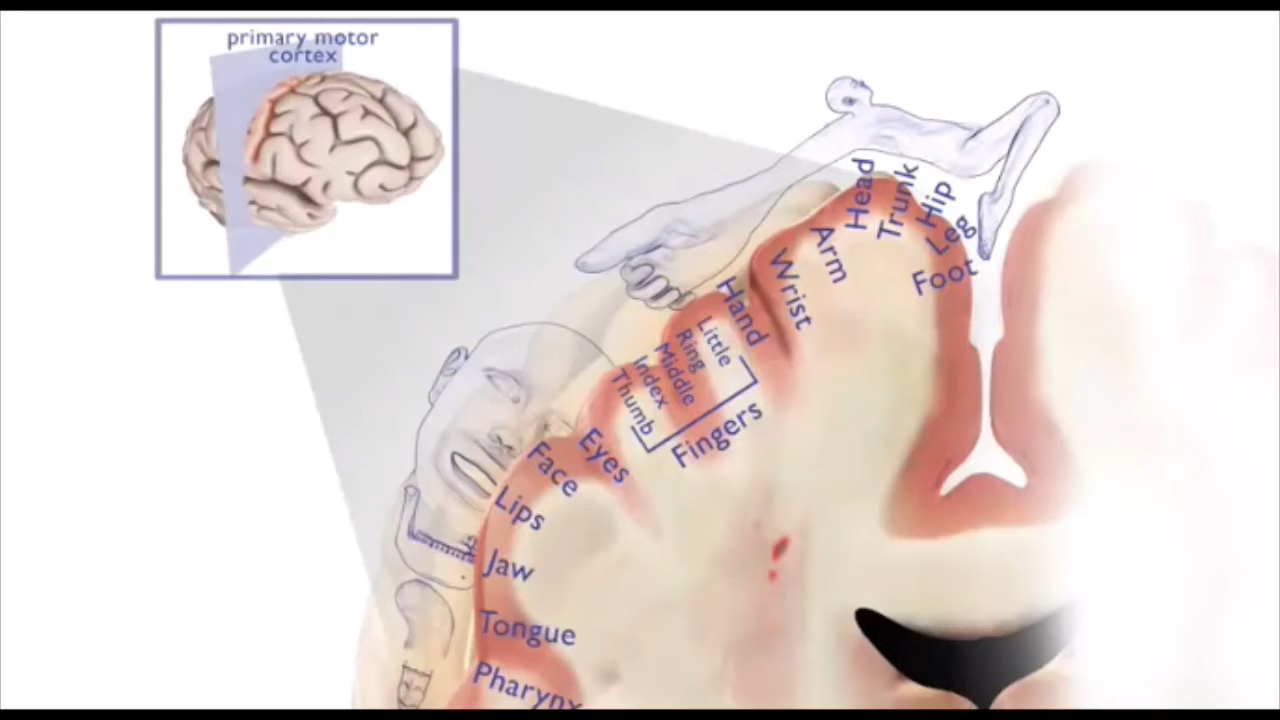 primary motor
cortex
Head
Trunk
Hip
Leg
Foot
Arm
Wrist
Hand
Little
Ring
Middle
Index
Thumb
Fingers
Eyes
Face
Lips
Jaw
Tongue
Pharynx